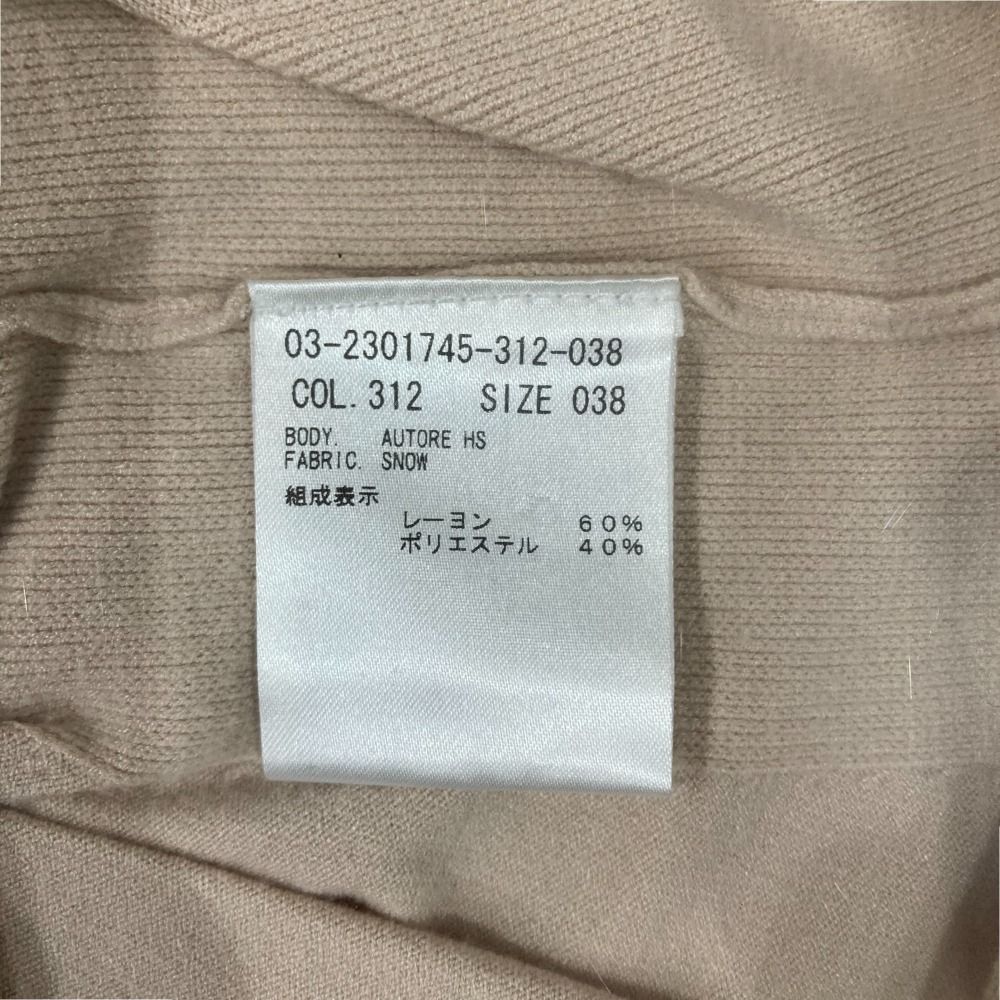 03-2301745-312-038
COL. 312 SIZE 038
BODY. AUTORE HS
FABRIC. SNOW
組成表示
レーヨン 60%
ポリエステル 40%